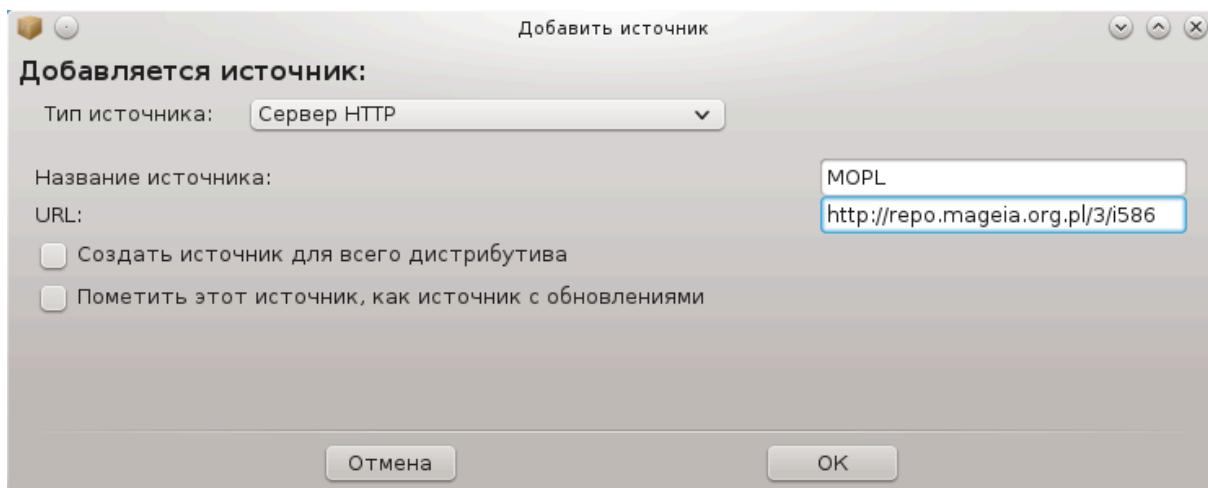 Добавить источник
Добавляется источник:
Тип источника: Сервер HTTP
Название источника: MOPL
URL: http://repo.mageia.org.pl/3/i586
Создать источник для всего дистрибутива
Пометить этот источник, как источник с обновлениями
Отмена OK